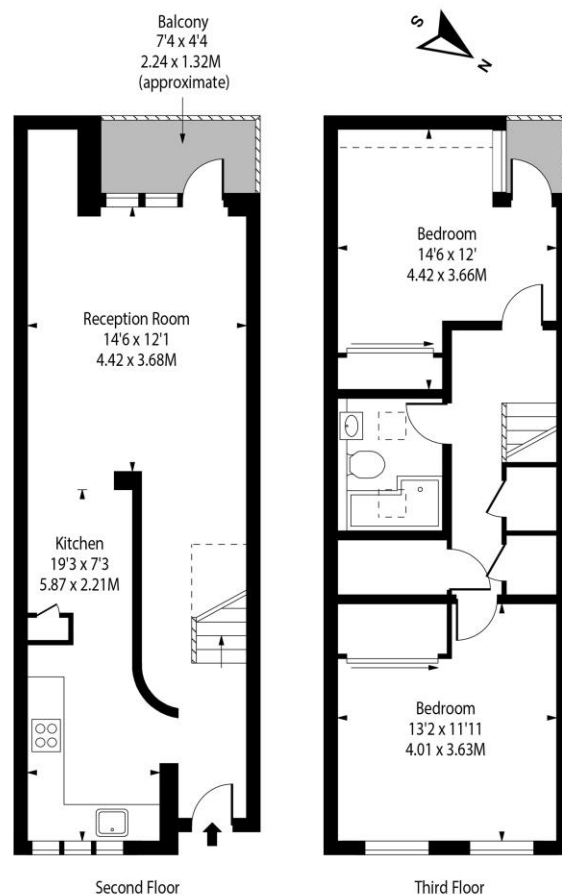 Balcony
7'4 x 4'4
2.24 x 1.32M
(approximate)
S
N
Reception Room
14'6 x 12'1
4.42 x 3.68M
Kitchen
19'3 x 7'3
5.87 x 2.21M
Second Floor
Bedroom
14'6 x 12'
4.42 x 3.66M
Bedroom
13'2 x 11'11
4.01 x 3.63M
Third Floor